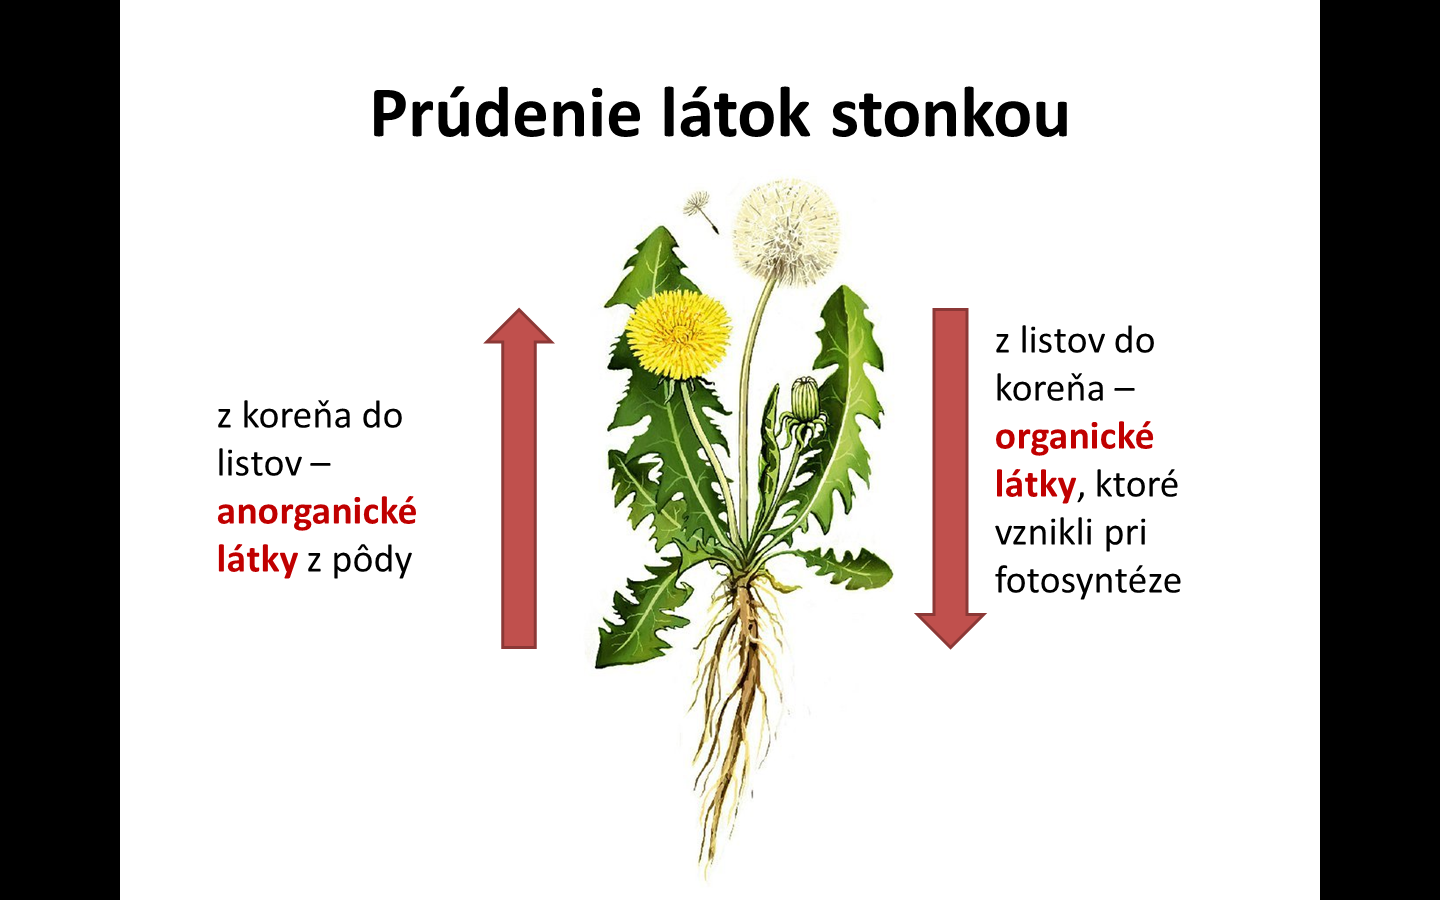 Prúdenie látok stonkou
z koreňa do
listov –
anorganické
látky z pôdy
z listov do
koreňa –
organické
látky, ktoré
vznikli pri
fotosyntéze